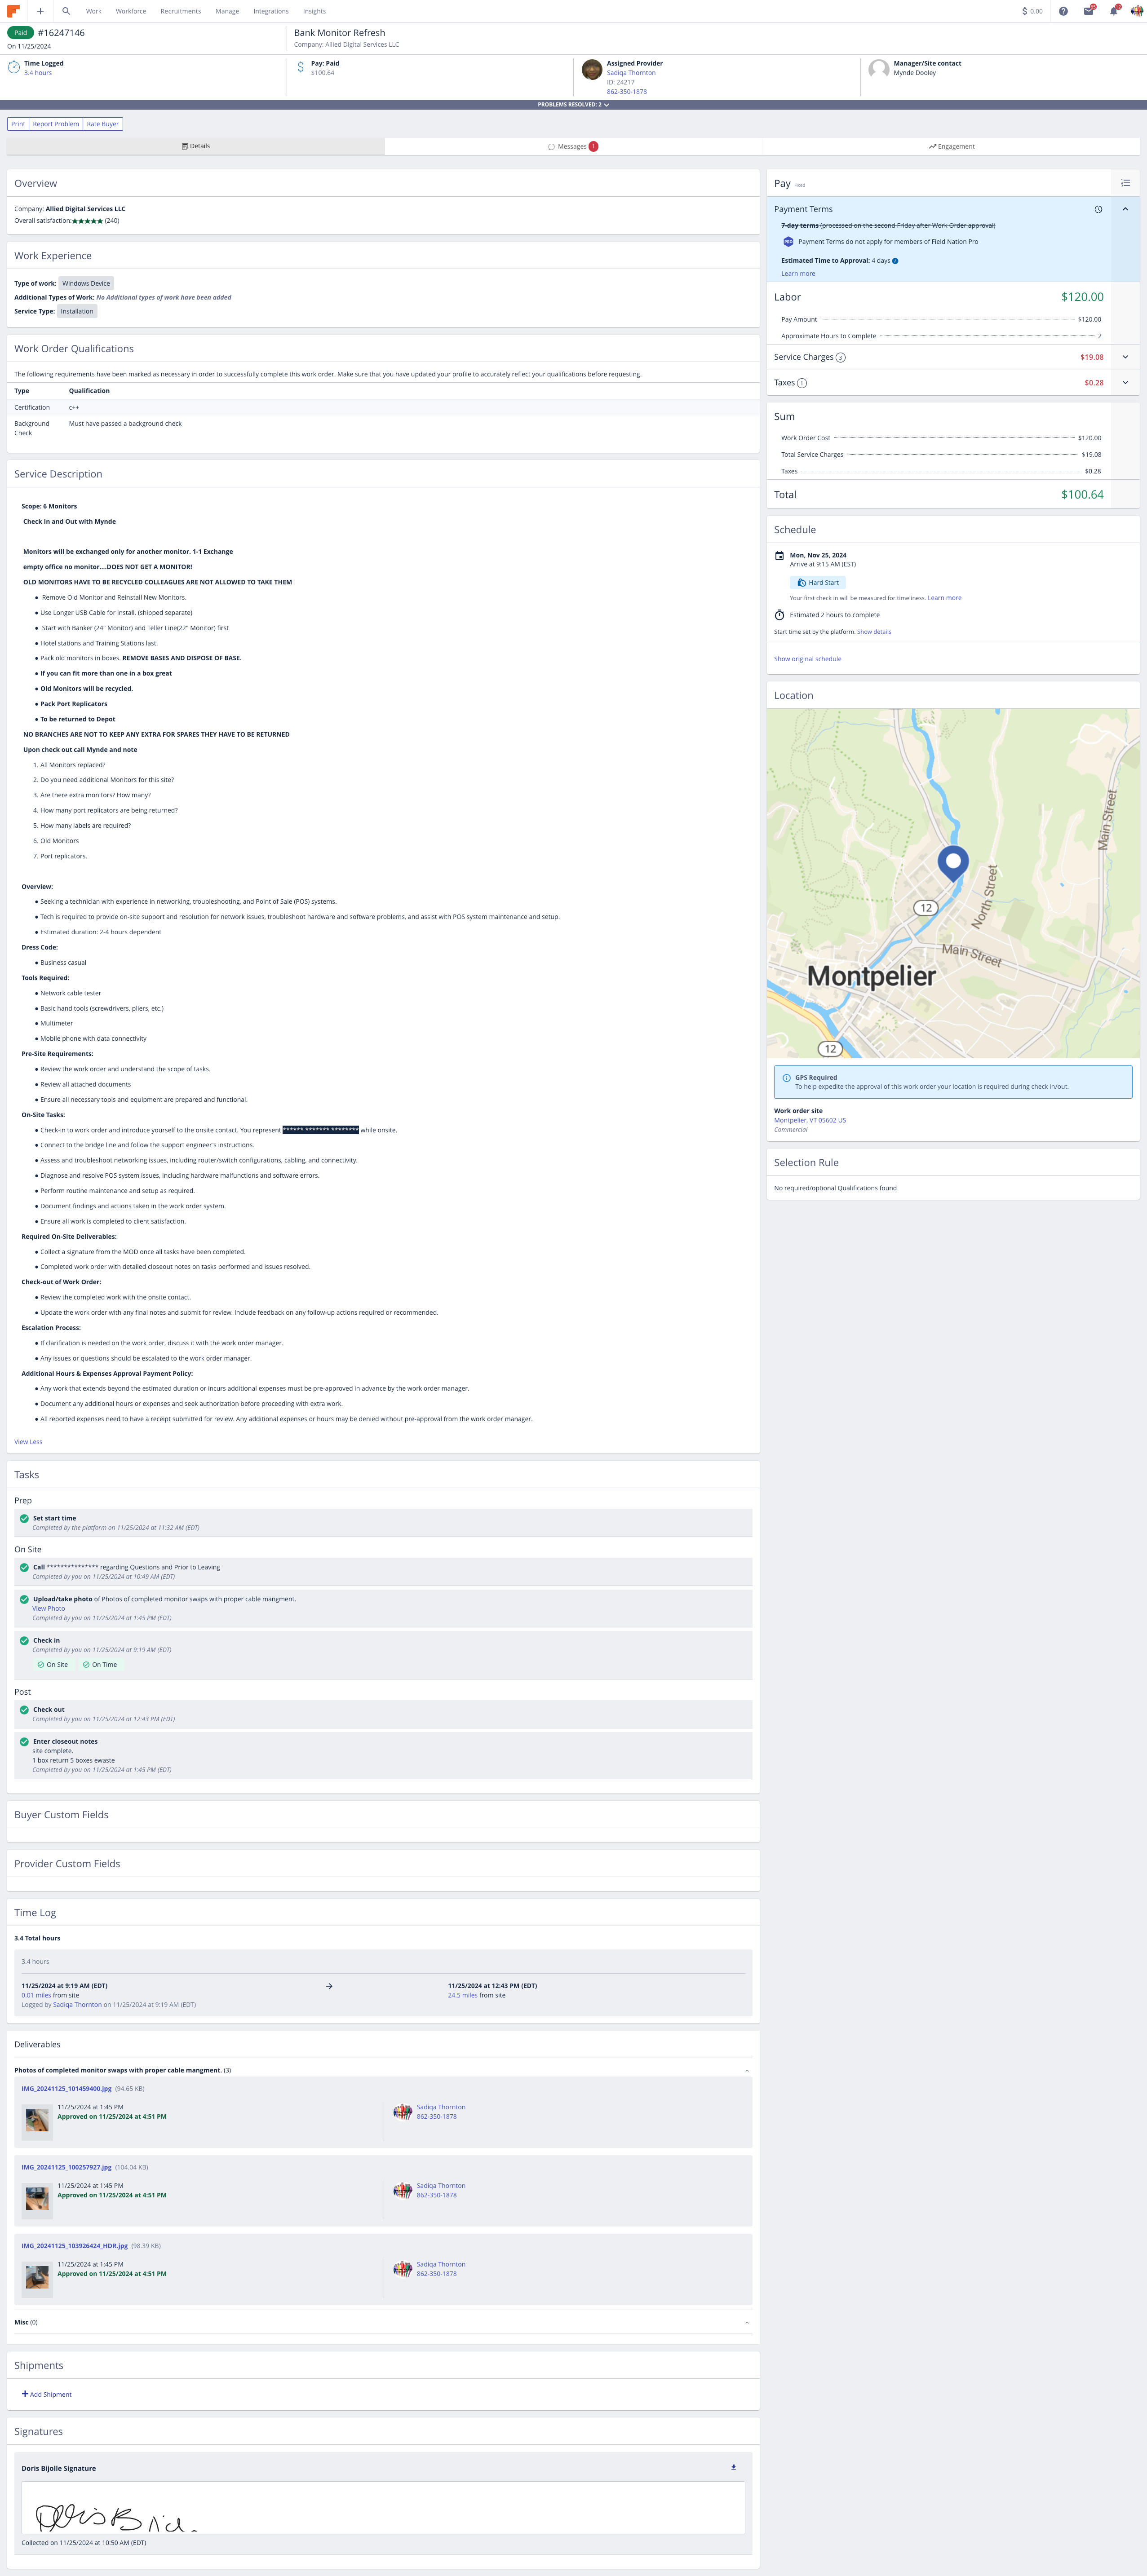 Work Workforce Recruitments Manage Integrations Insights $ 0.00
Paid #16247146
On 11/25/2024
Bank Monitor Refresh
Company: Allied Digital Services LLC
Time Logged
3.4 hours
Pay: Paid
$100.64
Assigned Provider
Sadiqa Thornton
ID: 24217
862-350-1878
Manager/Site contact
Mynde Dooley
PROBLEMS RESOLVED: 2
Print Report Problem Rate Buyer
Details Messages 1 Engagement
Overview
Company: Allied Digital Services LLC
Overall satisfaction:★★★★★ (240)
Work Experience
Type of work: Windows Device
Additional Types of Work: No Additional types of work have been added
Service Type: Installation
Work Order Qualifications
The following requirements have been marked as necessary in order to successfully complete this work order. Make sure that you have updated your profile to accurately reflect your qualifications before requesting.
Type Qualification
Certification c++
Background Check Must have passed a background check
Service Description
Scope: 6 Monitors
Check In and Out with Mynde
Monitors will be exchanged only for another monitor. 1-1 Exchange
empty office no monitor....DOES NOT GET A MONITOR!
OLD MONITORS HAVE TO BE RECYCLED COLLEAGUES ARE NOT ALLOWED TO TAKE THEM
● Remove Old Monitor and Reinstall New Monitors.
● Use Longer USB Cable for install. (shipped separate)
● Start with Banker (24" Monitor) and Teller Line(22" Monitor) first
● Hotel stations and Training Stations last.
● Pack old monitors in boxes. REMOVE BASES AND DISPOSE OF BASE.
● If you can fit more than one in a box great
● Old Monitors will be recycled.
● Pack Port Replicators
● To be returned to Depot
NO BRANCHES ARE NOT TO KEEP ANY EXTRA FOR SPARES THEY HAVE TO BE RETURNED
Upon check out call Mynde and note
1. All Monitors replaced?
2. Do you need additional Monitors for this site?
3. Are there extra monitors? How many?
4. How many port replicators are being returned?
5. How many labels are required?
6. Old Monitors
7. Port replicators.
Overview:
● Seeking a technician with experience in networking, troubleshooting, and Point of Sale (POS) systems.
● Tech is required to provide on-site support and resolution for network issues, troubleshoot hardware and software problems, and assist with POS system maintenance and setup.
● Estimated duration: 2-4 hours dependent
Dress Code:
● Business casual
Tools Required:
● Network cable tester
● Basic hand tools (screwdrivers, pliers, etc.)
● Multimeter
● Mobile phone with data connectivity
Pre-Site Requirements:
● Review the work order and understand the scope of tasks.
● Review all attached documents
● Ensure all necessary tools and equipment are prepared and functional.
On-Site Tasks:
● Check-in to work order and introduce yourself to the onsite contact. You represent ****** ******* ******** while onsite.
● Connect to the bridge line and follow the support engineer's instructions.
● Assess and troubleshoot networking issues, including router/switch configurations, cabling, and connectivity.
● Diagnose and resolve POS system issues, including hardware malfunctions and software errors.
● Perform routine maintenance and setup as required.
● Document findings and actions taken in the work order system.
● Ensure all work is completed to client satisfaction.
Required On-Site Deliverables:
● Collect a signature from the MOD once all tasks have been completed.
● Completed work order with detailed closeout notes on tasks performed and issues resolved.
Check-out of Work Order:
● Review the completed work with the onsite contact.
● Update the work order with any final notes and submit for review. Include feedback on any follow-up actions required or recommended.
Escalation Process:
● If clarification is needed on the work order, discuss it with the work order manager.
● Any issues or questions should be escalated to the work order manager.
Additional Hours & Expenses Approval Payment Policy:
● Any work that extends beyond the estimated duration or incurs additional expenses must be pre-approved in advance by the work order manager.
● Document any additional hours or expenses and seek authorization before proceeding with extra work.
● All reported expenses need to have a receipt submitted for review. Any additional expenses or hours may be denied without pre-approval from the work order manager.
View Less
Tasks
Prep
Set start time
Completed by the platform on 11/25/2024 at 11:32 AM (EDT)
On Site
Call *************** regarding Questions and Prior to Leaving
Completed by you on 11/25/2024 at 10:49 AM (EDT)
Upload/take photo of Photos of completed monitor swaps with proper cable mangment.
View Photo
Completed by you on 11/25/2024 at 1:45 PM (EDT)
Check in
Completed by you on 11/25/2024 at 9:19 AM (EDT)
On Site On Time
Post
Check out
Completed by you on 11/25/2024 at 12:43 PM (EDT)
Enter closeout notes
site complete.
1 box return 5 boxes ewaste
Completed by you on 11/25/2024 at 1:45 PM (EDT)
Buyer Custom Fields
Provider Custom Fields
Time Log
3.4 Total hours
3.4 hours
11/25/2024 at 9:19 AM (EDT) 11/25/2024 at 12:43 PM (EDT)
0.01 miles from site 24.5 miles from site
Logged by Sadiqa Thornton on 11/25/2024 at 9:19 AM (EDT)
Deliverables
Photos of completed monitor swaps with proper cable mangment. (3)
IMG_20241125_101459400.jpg (94.65 KB)
11/25/2024 at 1:45 PM
Approved on 11/25/2024 at 4:51 PM
Sadiqa Thornton
862-350-1878
IMG_20241125_100257927.jpg (104.04 KB)
11/25/2024 at 1:45 PM
Approved on 11/25/2024 at 4:51 PM
Sadiqa Thornton
862-350-1878
IMG_20241125_103926424_HDR.jpg (98.39 KB)
11/25/2024 at 1:45 PM
Approved on 11/25/2024 at 4:51 PM
Sadiqa Thornton
862-350-1878
Misc (0)
Shipments
+ Add Shipment
Signatures
Doris Bijolle Signature
Collected on 11/25/2024 at 10:50 AM (EDT)
Pay Fixed
Payment Terms
7-day terms (processed on the second Friday after Work Order approval)
PRO Payment Terms do not apply for members of Field Nation Pro
Estimated Time to Approval: 4 days
Learn more
Labor $120.00
Pay Amount $120.00
Approximate Hours to Complete 2
Service Charges 3 $19.08
Taxes 1 $0.28
Sum
Work Order Cost $120.00
Total Service Charges $19.08
Taxes $0.28
Total $100.64
Schedule
Mon, Nov 25, 2024
Arrive at 9:15 AM (EST)
Hard Start
Your first check in will be measured for timeliness. Learn more
Estimated 2 hours to complete
Start time set by the platform. Show details
Show original schedule
Location
Main Street
12
North Street
Main Street
Montpelier
12
GPS Required
To help expedite the approval of this work order your location is required during check in/out.
Work order site
Montpelier, VT 05602 US
Commercial
Selection Rule
No required/optional Qualifications found